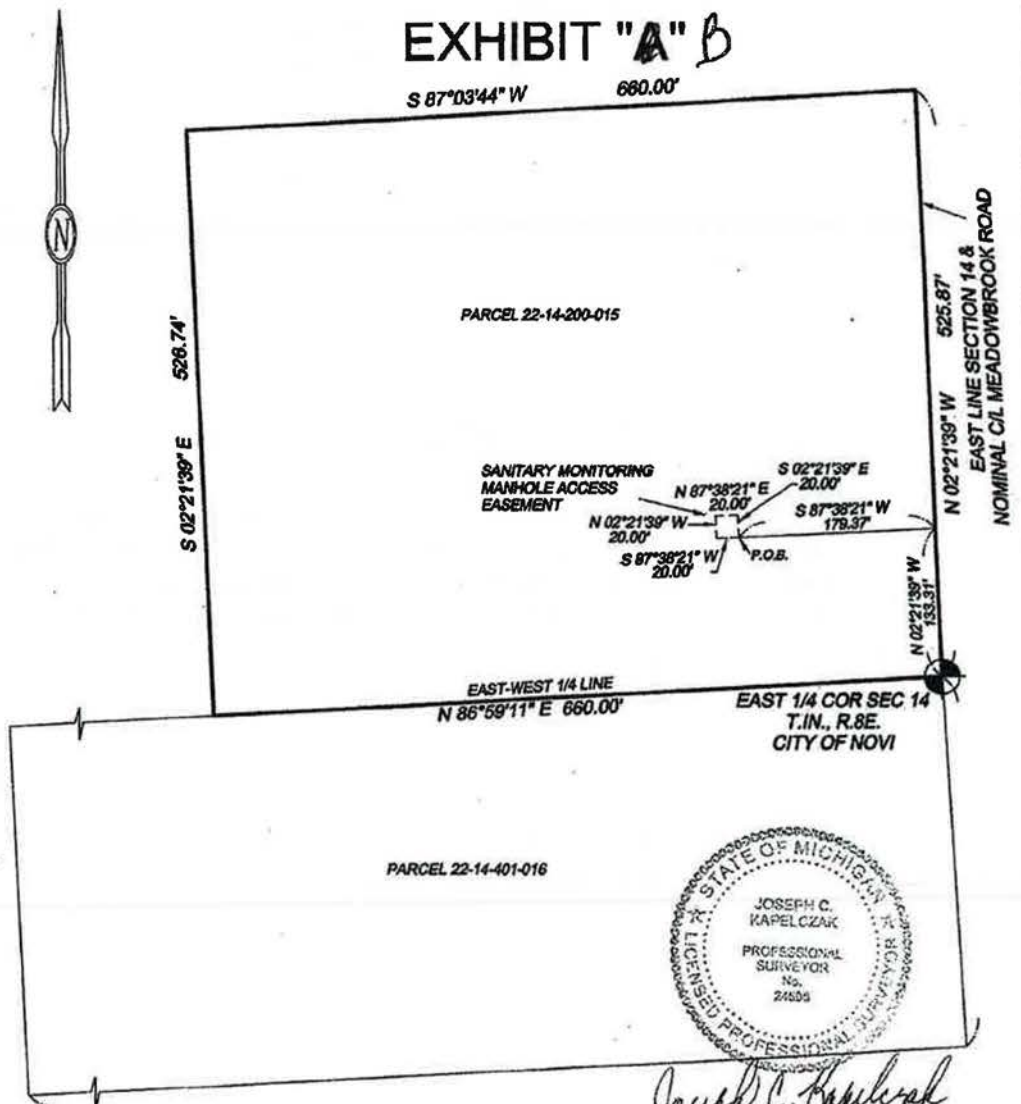 EXHIBIT "A" B
S 87°03'44" W 660.00'
N
S 02°21'39" E 526.74'
PARCEL 22-14-200-015
N 02°21'39" W 525.87'
EAST LINE SECTION 14 &
NOMINAL C/L MEADOWBROOK ROAD
SANITARY MONITORING
MANHOLE ACCESS
EASEMENT
N 87°38'21" E
20.00'
S 02°21'39" E
20.00'
N 02°21'39" W
20.00'
S 87°38'21" W
179.37'
S 87°38'21" W
20.00'
P.O.B.
N 02°21'39" W
133.31'
EAST-WEST 1/4 LINE
N 86°59'11" E 660.00'
EAST 1/4 COR SEC 14
T.IN., R.8E.
CITY OF NOVI
PARCEL 22-14-401-016
STATE OF MICHIGAN
JOSEPH C.
KAPELCZAK
PROFESSIONAL
SURVEYOR
No.
LICENSED PROFESSIONAL SURVEYOR
Joseph C. Kapelczak